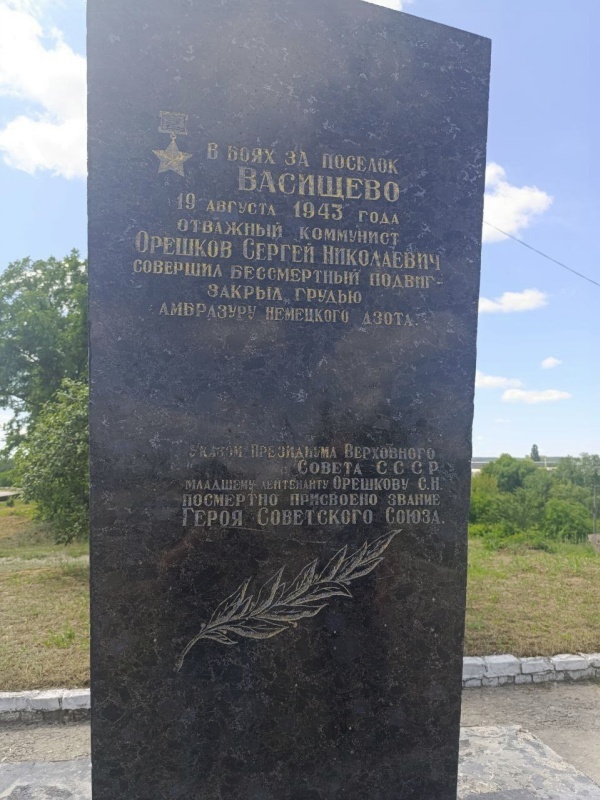 В БОЯХ ЗА ПОСЕЛОК
ВАСИЩЕВО
19 АВГУСТА 1943 ГОДА
ОТВАЖНЫЙ КОММУНИСТ
ОРЕШКОВ СЕРГЕЙ НИКОЛАЕВИЧ
СОВЕРШИЛ БЕССМЕРТНЫЙ ПОДВИГ-
ЗАКРЫЛ ГРУДЬЮ
АМБРАЗУРУ НЕМЕЦКОГО ДЗОТА.
УКАЗОМ ПРЕЗИДИУМА ВЕРХОВНОГО
СОВЕТА СССР
МЛАДШЕМУ ЛЕЙТЕНАНТУ ОРЕШКОВУ С.Н.
ПОСМЕРТНО ПРИСВОЕНО ЗВАНИЕ
ГЕРОЯ СОВЕТСКОГО СОЮЗА.